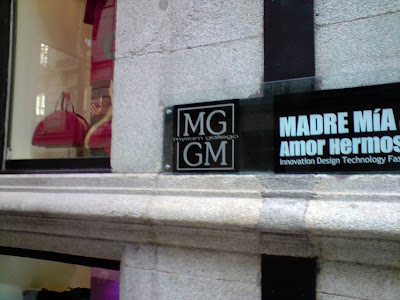 MG
myriam gallego
GM
MADRE MíA
Amor Hermos
Innovation Design Technology Fas